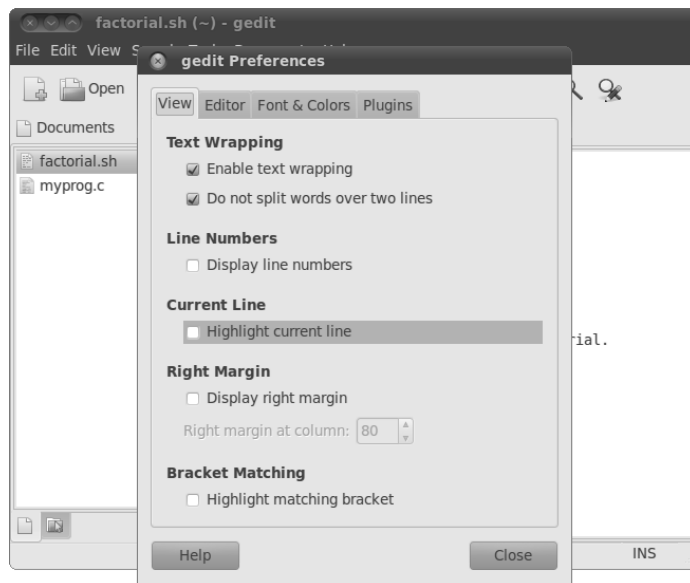 factorial.sh (~) - gedit
File Edit View
gedit Preferences
Open
View Editor Font & Colors Plugins
Documents
factorial.sh
myprog.c
Text Wrapping
Enable text wrapping
Do not split words over two lines
Line Numbers
Display line numbers
Current Line
Highlight current line
rial.
Right Margin
Display right margin
Right margin at column: 80
Bracket Matching
Highlight matching bracket
Help Close
INS